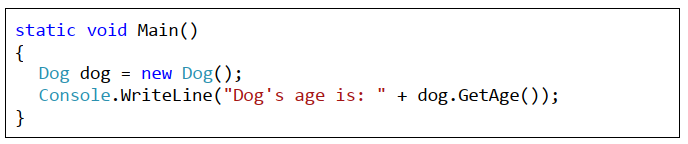 static void Main()
{
Dog dog = new Dog();
Console.WriteLine("Dog's age is: " + dog.GetAge());
}